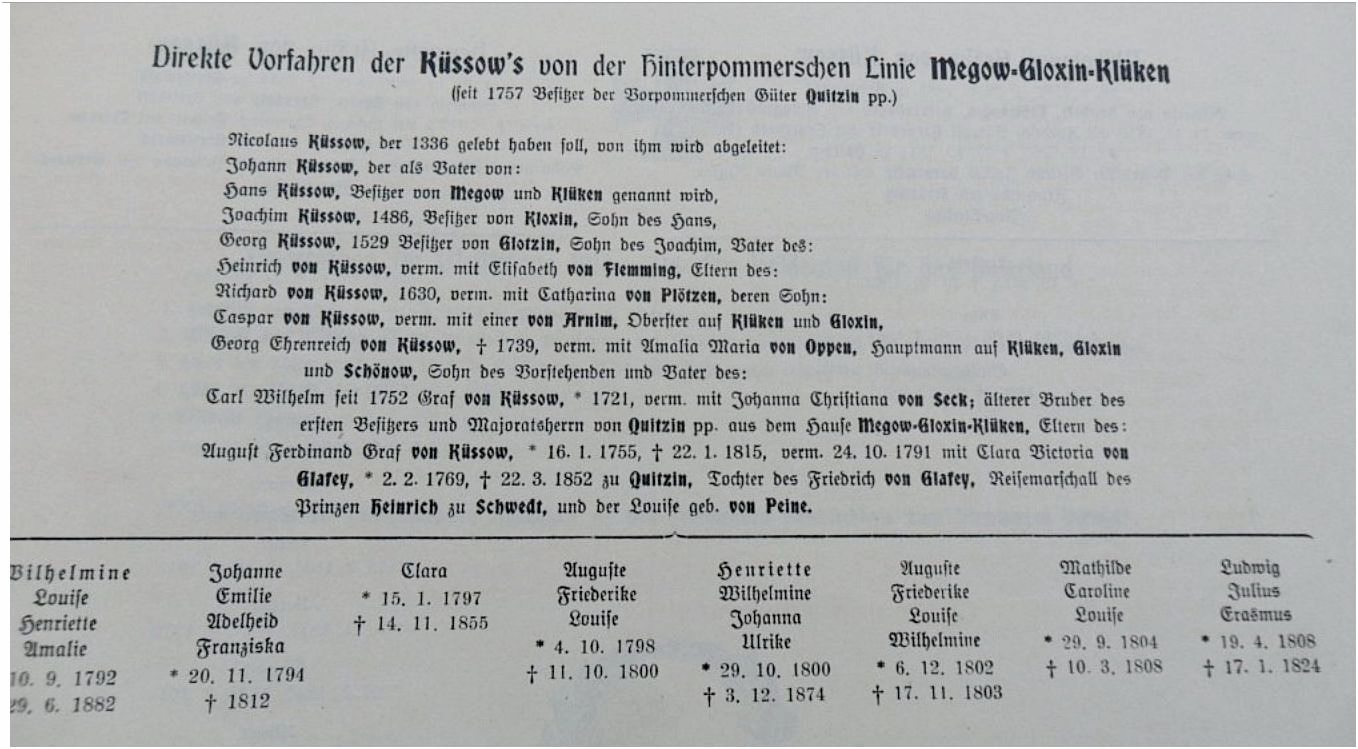 Direkte Vorfahren der Küssow's von der Hinterpommerschen Linie Megow-Gloxin-Klüken
(seit 1757 Besitzer der Vorpommerschen Güter Quitzin pp.)
Nicolaus Küssow, der 1336 gelebt haben soll, von ihm wird abgeleitet:
Johann Küssow, der als Vater von:
Hans Küssow, Besitzer von Megow und Klüken genannt wird,
Joachim Küssow, 1486, Besitzer von Kloxin, Sohn des Hans,
Georg Küssow, 1529 Besitzer von Glotzin, Sohn des Joachim, Vater des:
Heinrich von Küssow, verm. mit Elisabeth von Flemming, Eltern des:
Richard von Küssow, 1630, verm. mit Catharina von Plötzen, deren Sohn:
Caspar von Küssow, verm. mit einer von Arnim, Oberster auf Klüken und Gloxin,
Georg Ehrenreich von Küssow, † 1739, verm. mit Amalia Maria von Oppen, Hauptmann auf Klüken, Gloxin
und Schönow, Sohn des Vorstehenden und Vater des:
Carl Wilhelm seit 1752 Graf von Küssow, * 1721, verm. mit Johanna Christiana von Seck; älterer Bruder des
ersten Besitzers und Majoratsherrn von Quitzin pp. aus dem Hause Megow-Gloxin-Klüken, Eltern des:
August Ferdinand Graf von Küssow, * 16. 1. 1755, † 22. 1. 1815, verm. 24. 10. 1791 mit Clara Victoria von
Glafey, * 2. 2. 1769, † 22. 3. 1852 zu Quitzin, Tochter des Friedrich von Glafey, Reisemarschall des
Prinzen Heinrich zu Schwedt, und der Louise geb. von Peine.
Wilhelmine
Louise
Henriette
Amalie
10. 9. 1792
29. 6. 1882
Johanne
Emilie
Adelheid
Franziska
* 20. 11. 1794
† 1812
Clara
* 15. 1. 1797
† 14. 11. 1855
Auguste
Friederike
Louise
* 4. 10. 1798
† 11. 10. 1800
Henriette
Wilhelmine
Johanna
Ulrike
* 29. 10. 1800
† 3. 12. 1874
Auguste
Friederike
Louise
Wilhelmine
* 6. 12. 1802
† 17. 11. 1803
Mathilde
Caroline
Louise
* 29. 9. 1804
† 10. 3. 1808
Ludwig
Julius
Erasmus
* 19. 4. 1808
† 17. 1. 1824